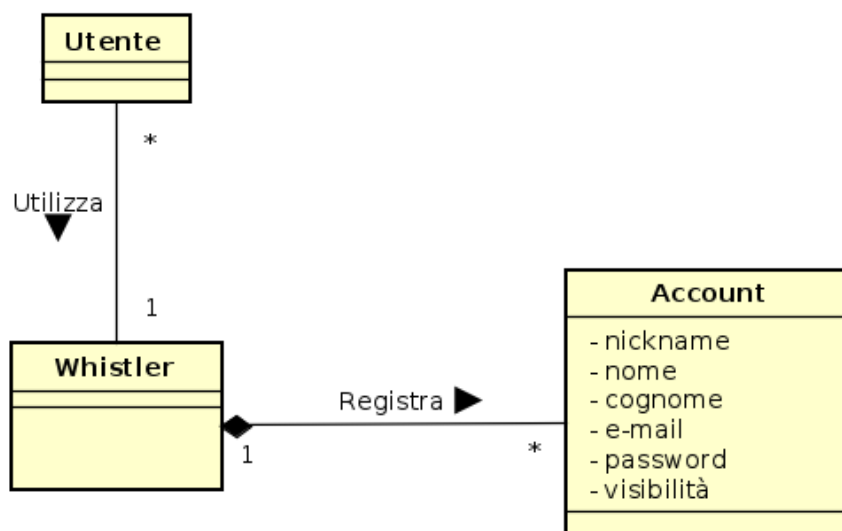 Utente
*
Utilizza
1
Whistler
Registra
1
*
Account
- nickname
- nome
- cognome
- e-mail
- password
- visibilità